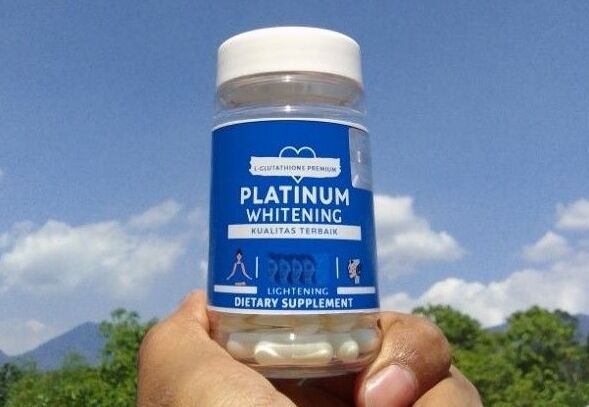 L-GLUTATHIONE PREMIUM
PLATINUM
WHITENING
KUALITAS TERBAIK
LIGHTENING
DIETARY SUPPLEMENT